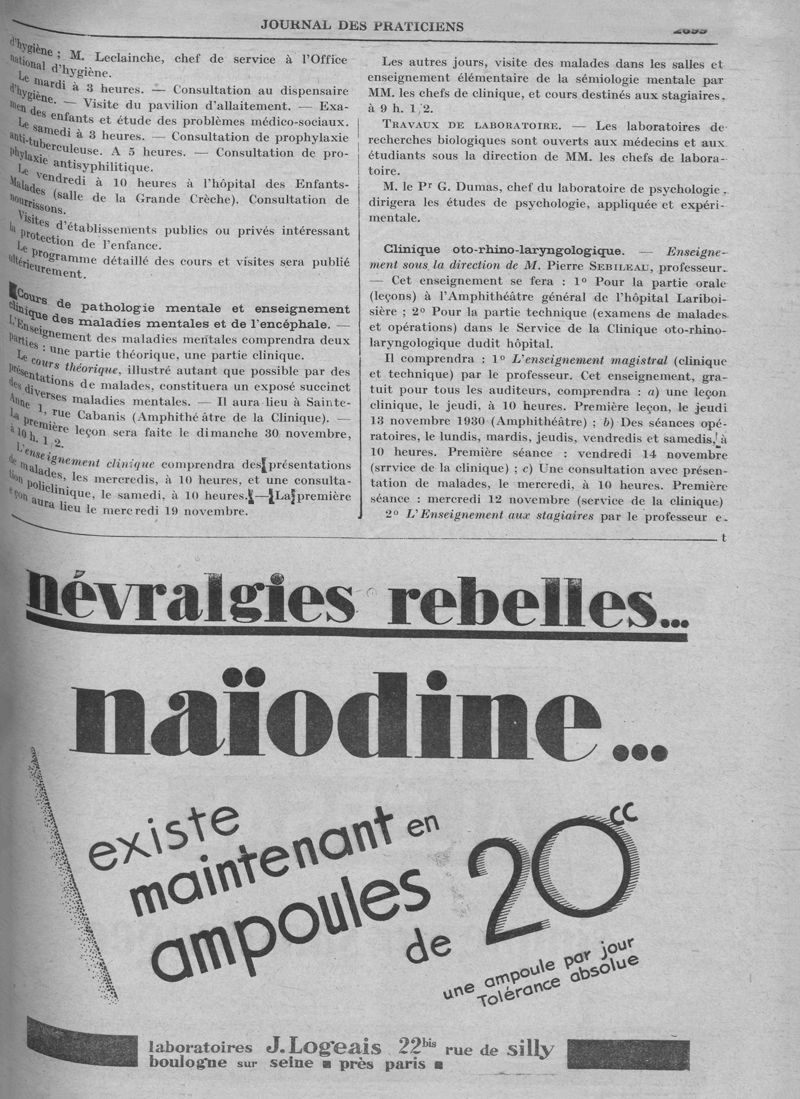 JOURNAL DES PRATICIENS
d'hygiène ; M. Leclainche, chef de service à l'Office
national d'hygiène.
Le mardi à 3 heures. — Consultation au dispensaire
d'hygiène. — Visite du pavillon d'allaitement. — Exa-
men des enfants et étude des problèmes médico-sociaux.
Le samedi à 3 heures. — Consultation de prophylaxie
anti-tuberculeuse. A 5 heures. — Consultation de pro-
phylaxie antisyphilitique.
Le vendredi à 10 heures à l'hôpital des Enfants-
Malades (salle de la Grande Crèche). Consultation de
nourrissons.
Visites d'établissements publics ou privés intéressant
la protection de l'enfance.
Le programme détaillé des cours et visites sera publié
ultérieurement.
Cours de pathologie mentale et enseignement
clinique des maladies mentales et de l'encéphale. —
L'Enseignement des maladies mentales comprendra deux
parties : une partie théorique, une partie clinique.
Le cours théorique, illustré autant que possible par des
présentations de malades, constituera un exposé succinct
des diverses maladies mentales. — Il aura lieu à Sainte-
Anne 1, rue Cabanis (Amphithéâtre de la Clinique). —
La première leçon sera faite le dimanche 30 novembre,
à 10 h. 1/2.
L'enseignement clinique comprendra des présentations
de malades, les mercredis, à 10 heures, et une consulta-
tion policlinique, le samedi, à 10 heures. — La première
leçon aura lieu le mercredi 19 novembre.
Les autres jours, visite des malades dans les salles et
enseignement élémentaire de la sémiologie mentale par
MM. les chefs de clinique, et cours destinés aux stagiaires,
à 9 h. 1/2.
TRAVAUX DE LABORATOIRE. — Les laboratoires de
recherches biologiques sont ouverts aux médecins et aux
étudiants sous la direction de MM. les chefs de labora-
toire.
M. le Pr G. Dumas, chef du laboratoire de psychologie,
dirigera les études de psychologie, appliquée et expéri-
mentale.
Clinique oto-rhino-laryngologique. — Enseigne-
ment sous la direction de M. Pierre SEBILEAU, professeur.
— Cet enseignement se fera : 1º Pour la partie orale
(leçons) à l'Amphithéâtre général de l'hôpital Lariboi-
sière ; 2º Pour la partie technique (examens de malades
et opérations) dans le Service de la Clinique oto-rhino-
laryngologique dudit hôpital.
Il comprendra : 1º L'enseignement magistral (clinique
et technique) par le professeur. Cet enseignement, gra-
tuit pour tous les auditeurs, comprendra : a) une leçon
clinique, le jeudi, à 10 heures. Première leçon, le jeudi
13 novembre 1930 (Amphithéâtre) ; b) Des séances opé-
ratoires, le lundis, mardis, jeudis, vendredis et samedis, à
10 heures. Première séance : vendredi 14 novembre
(srrvice de la clinique) ; c) Une consultation avec présen-
tation de malades, le mercredi, à 10 heures. Première
séance : mercredi 12 novembre (service de la clinique)
2º L'Enseignement aux stagiaires par le professeur e-
t
névralgies rebelles...
naïodine...
existe
maintenant en
ampoules
de 20cc
une ampoule par jour
Tolérance absolue
laboratoires J. Logeais 22bis rue de silly
boulogne sur seine ■ près paris ■